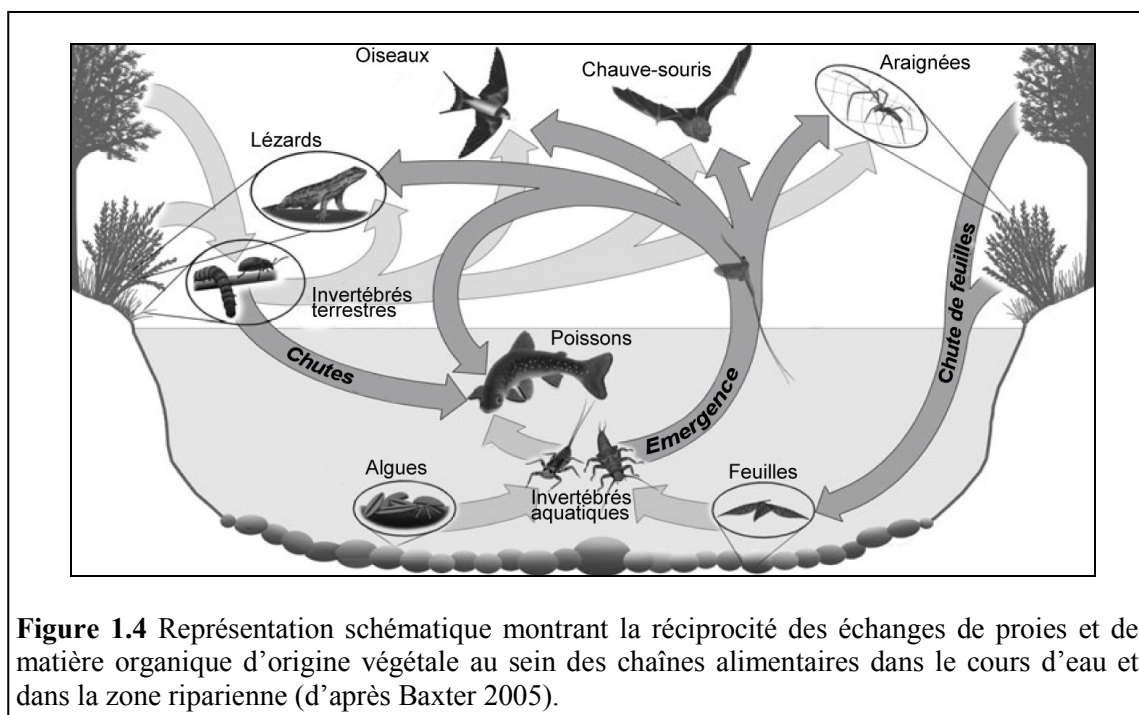 Oiseaux
Chauve-souris
Araignées
Lézards
Invertébrés
terrestres
Chute de feuilles
Poissons
Chutes
Emergence
Algues
Invertébrés
aquatiques
Feuilles
Figure 1.4 Représentation schématique montrant la réciprocité des échanges de proies et de
matière organique d’origine végétale au sein des chaînes alimentaires dans le cours d’eau et
dans la zone riparienne (d’après Baxter 2005).